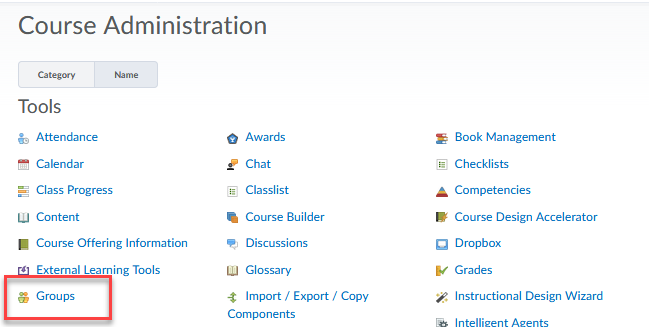 Course Administration
Category Name
Tools
Attendance Awards Book Management
Calendar Chat Checklists
Class Progress Classlist Competencies
Content Course Builder Course Design Accelerator
Course Offering Information Discussions Dropbox
External Learning Tools Glossary Grades
Groups Import / Export / Copy Instructional Design Wizard
Components
Intelligent Agents